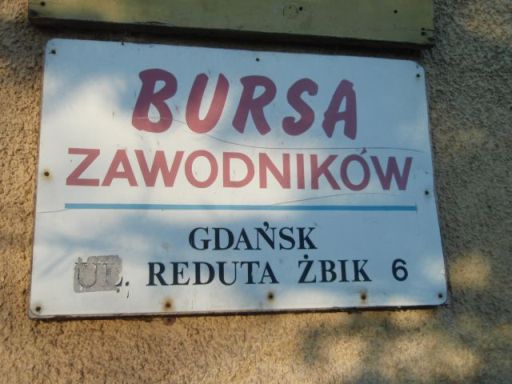 BURSA
ZAWODNIKÓW
GDAŃSK
UL. REDUTA ŻBIK 6